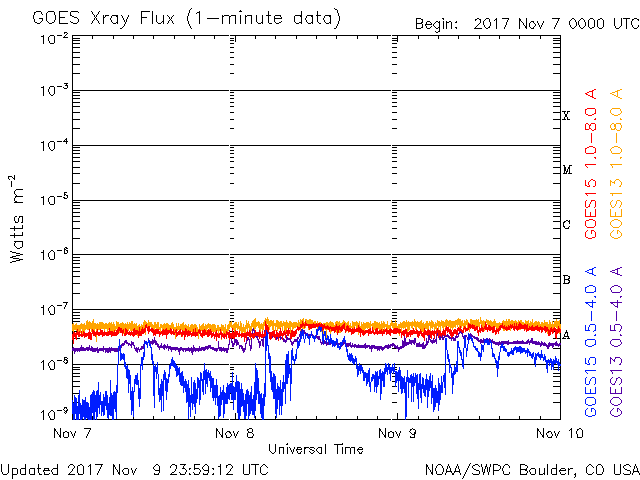 GOES Xray Flux (1-minute data)
Begin: 2017 Nov 7 0000 UTC
10⁻²
10⁻³
10⁻⁴
10⁻⁵
10⁻⁶
10⁻⁷
10⁻⁸
10⁻⁹
Watts m⁻²
X
M
C
B
A
GOES15 1.0-8.0 A
GOES13 1.0-8.0 A
GOES15 0.5-4.0 A
GOES13 0.5-4.0 A
Nov 7 Nov 8 Nov 9 Nov 10
Universal Time
Updated 2017 Nov 9 23:59:12 UTC
NOAA/SWPC Boulder, CO USA